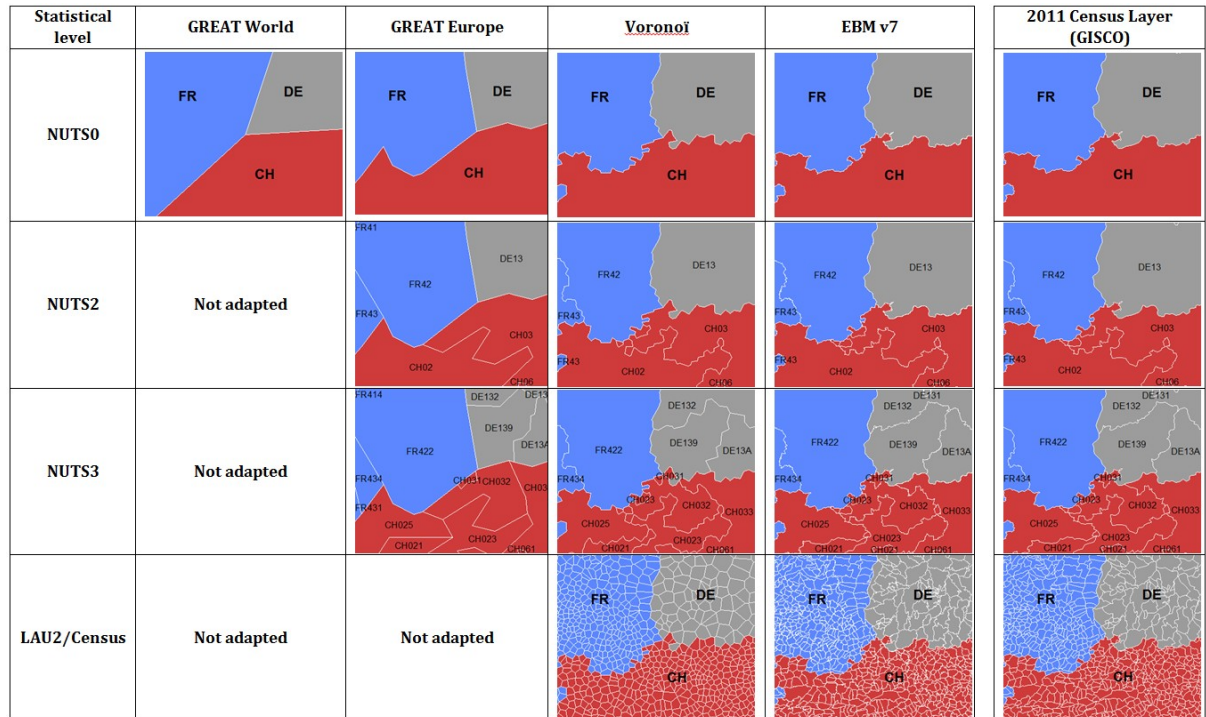 Statistical level
GREAT World
GREAT Europe
Voronoï
EBM v7
2011 Census Layer (GISCO)
NUTS0
FR
DE
CH
FR
DE
CH
FR
DE
CH
FR
DE
CH
FR
DE
CH
NUTS2
Not adapted
FR41
FR42
FR43
DE13
CH03
CH02
CH06
FR42
DE13
FR43
CH03
FR43
CH02
CH06
FR42
DE13
FR43
CH03
FR43
CH02
CH06
FR42
DE13
FR43
CH03
FR43
CH02
CH06
NUTS3
Not adapted
FR414
DE132
DE13
DE139
DE13A
FR422
FR434
CH031
CH032
CH03
FR431
CH025
CH023
CH021
CH061
DE132
DE139
DE13A
FR422
FR434
CH031
CH023
CH032
CH033
CH025
CH023
CH021
CH061
DE131
DE132
DE139
DE13A
FR422
FR434
CH031
CH023
CH032
CH033
CH025
CH023
CH021
CH061
DE131
DE132
DE139
DE13A
FR422
FR434
CH031
CH023
CH032
CH033
CH025
CH023
CH021
CH061
LAU2/Census
Not adapted
Not adapted
FR
DE
CH
FR
DE
CH
FR
DE
CH